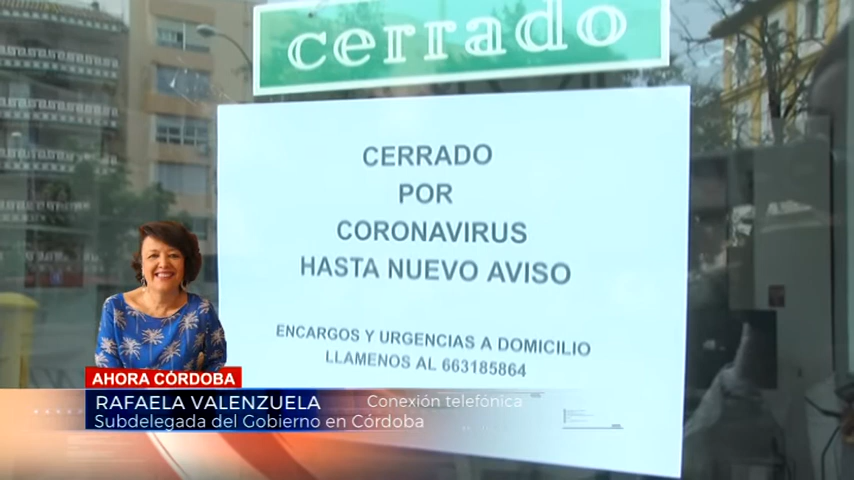 cerrado
CERRADO
POR
CORONAVIRUS
HASTA NUEVO AVISO
ENCARGOS Y URGENCIAS A DOMICILIO
LLAMENOS AL 663185864
AHORA CÓRDOBA
RAFAELA VALENZUELA
Conexión telefónica
Subdelegada del Gobierno en Córdoba